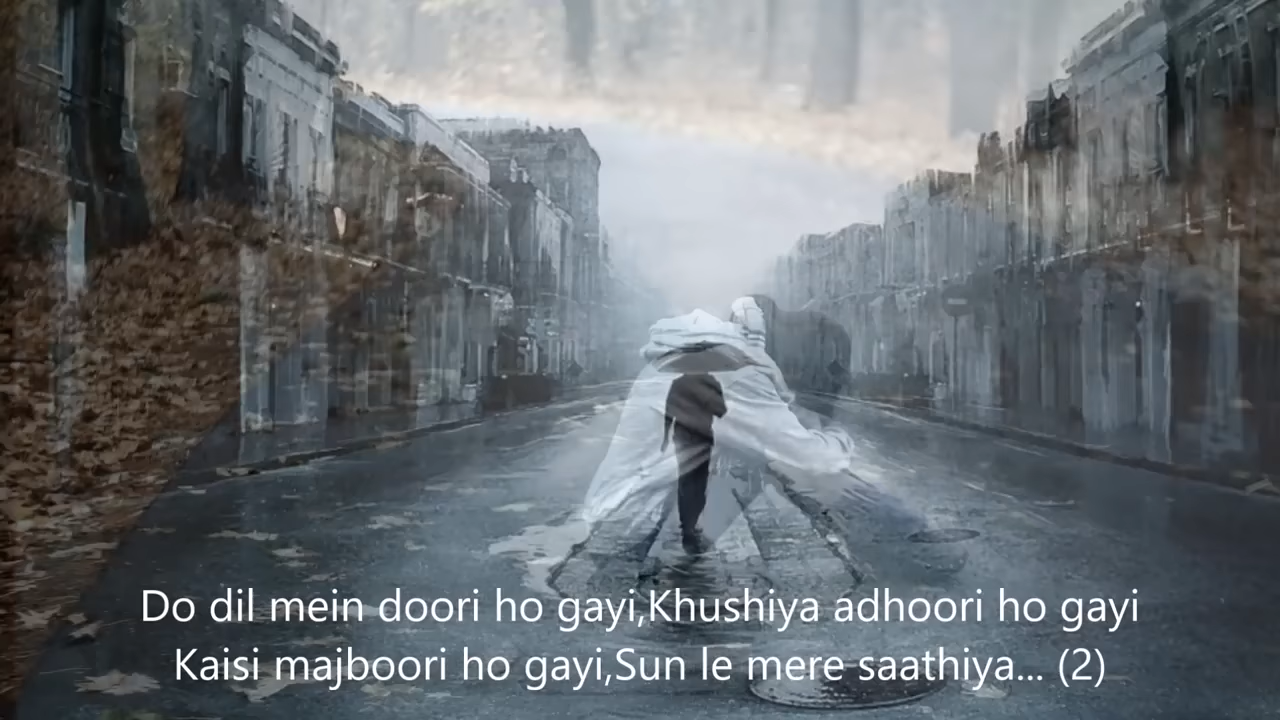 Do dil mein doori ho gayi,Khushiya adhoori ho gayi
Kaisi majboori ho gayi,Sun le mere saathiya... (2)